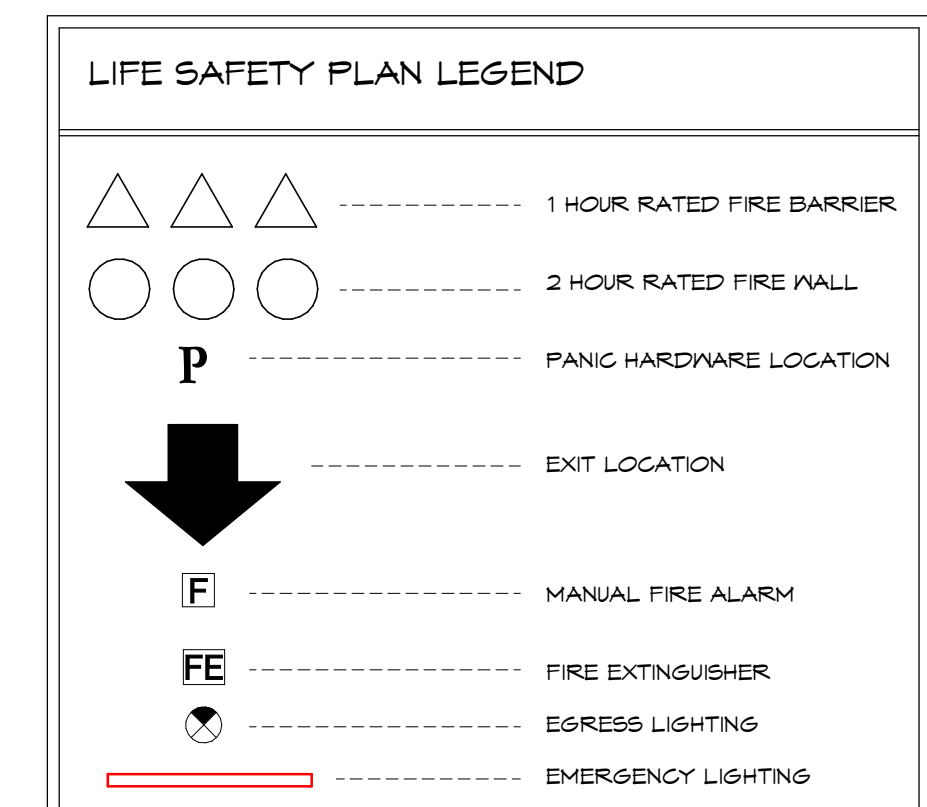 LIFE SAFETY PLAN LEGEND
1 HOUR RATED FIRE BARRIER
2 HOUR RATED FIRE WALL
P PANIC HARDWARE LOCATION
EXIT LOCATION
F MANUAL FIRE ALARM
FE FIRE EXTINGUISHER
EGRESS LIGHTING
EMERGENCY LIGHTING